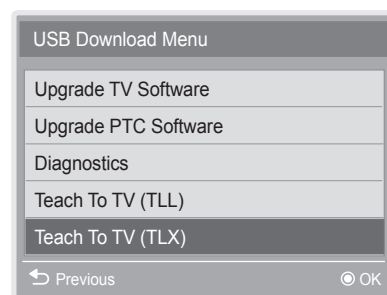 USB Download Menu
Upgrade TV Software
Upgrade PTC Software
Diagnostics
Teach To TV (TLL)
Teach To TV (TLX)
Previous
OK